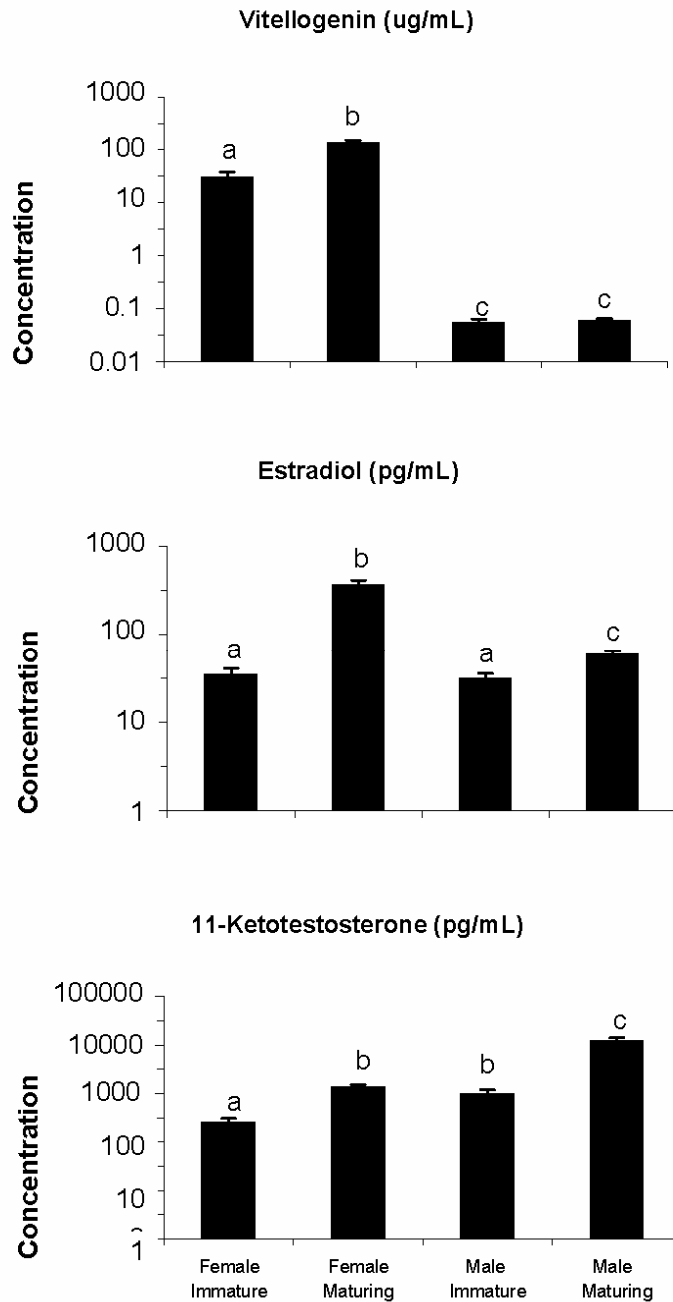 Vitellogenin (ug/mL)
Concentration
1000
100
10
1
0.1
0.01
a
b
c
c
Estradiol (pg/mL)
Concentration
1000
100
10
1
a
b
a
c
11-Ketotestosterone (pg/mL)
Concentration
100000
10000
1000
100
10
1
a
b
b
c
Female
Immature
Female
Maturing
Male
Immature
Male
Maturing